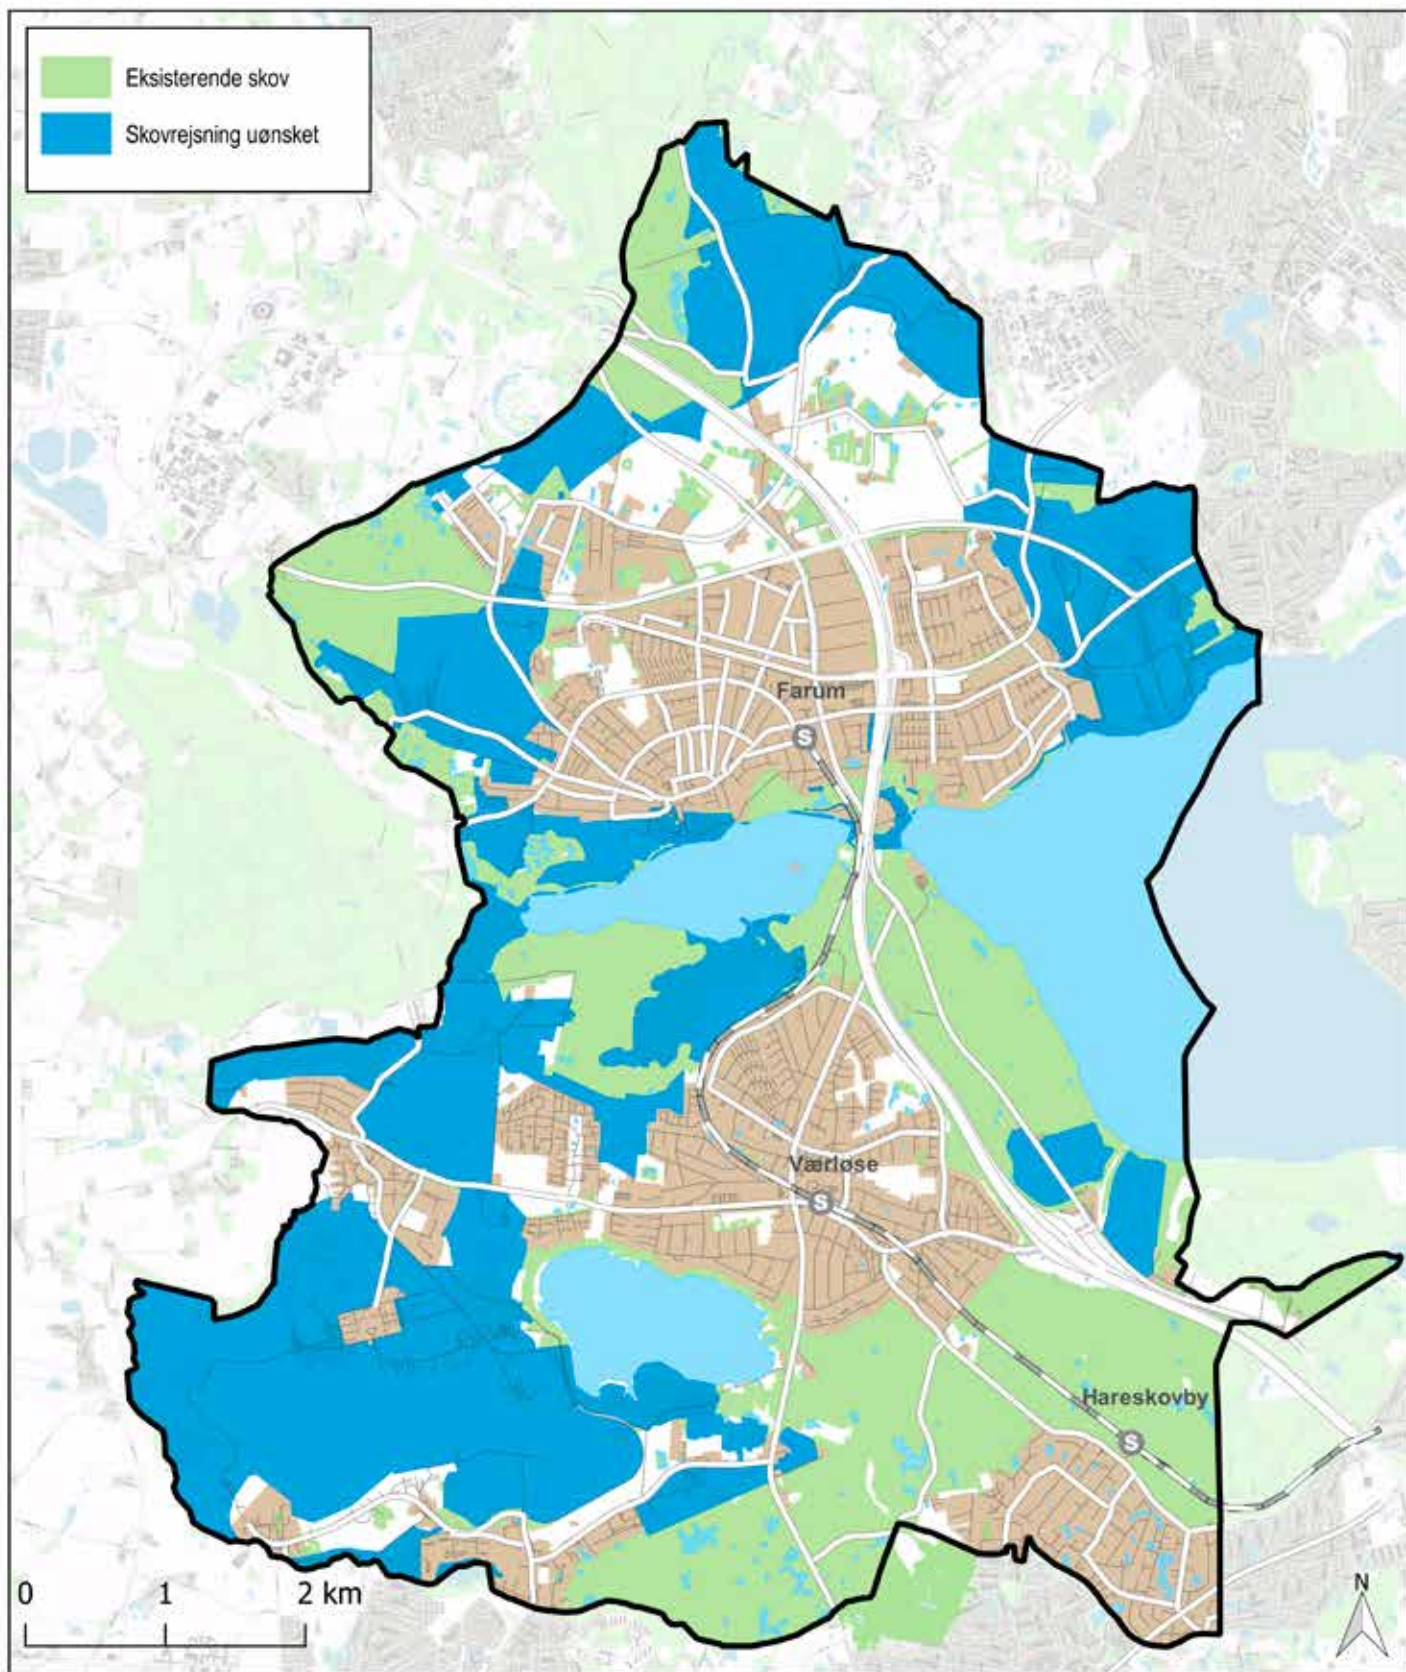 Eksisterende skov
Skovrejsning uønsket
Farum
S
Værløse
S
Hareskovby
S
0 1 2 km
N